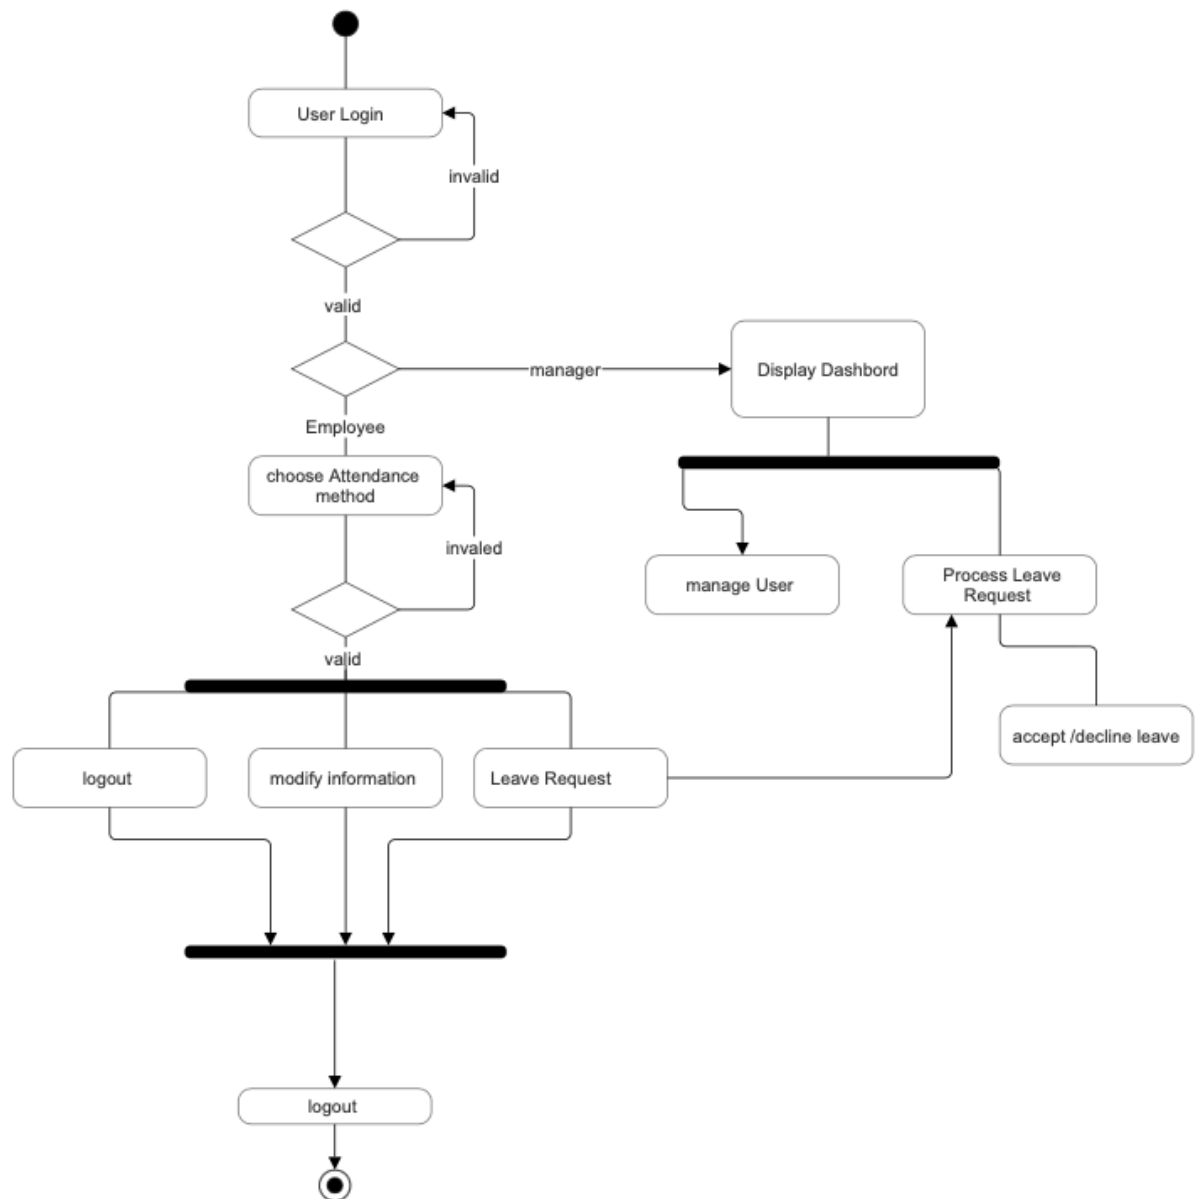 User Login
invalid
valid
manager
Display Dashbord
Employee
choose Attendance
method
invaled
manage User
Process Leave
Request
valid
accept /decline leave
logout
modify information
Leave Request
logout